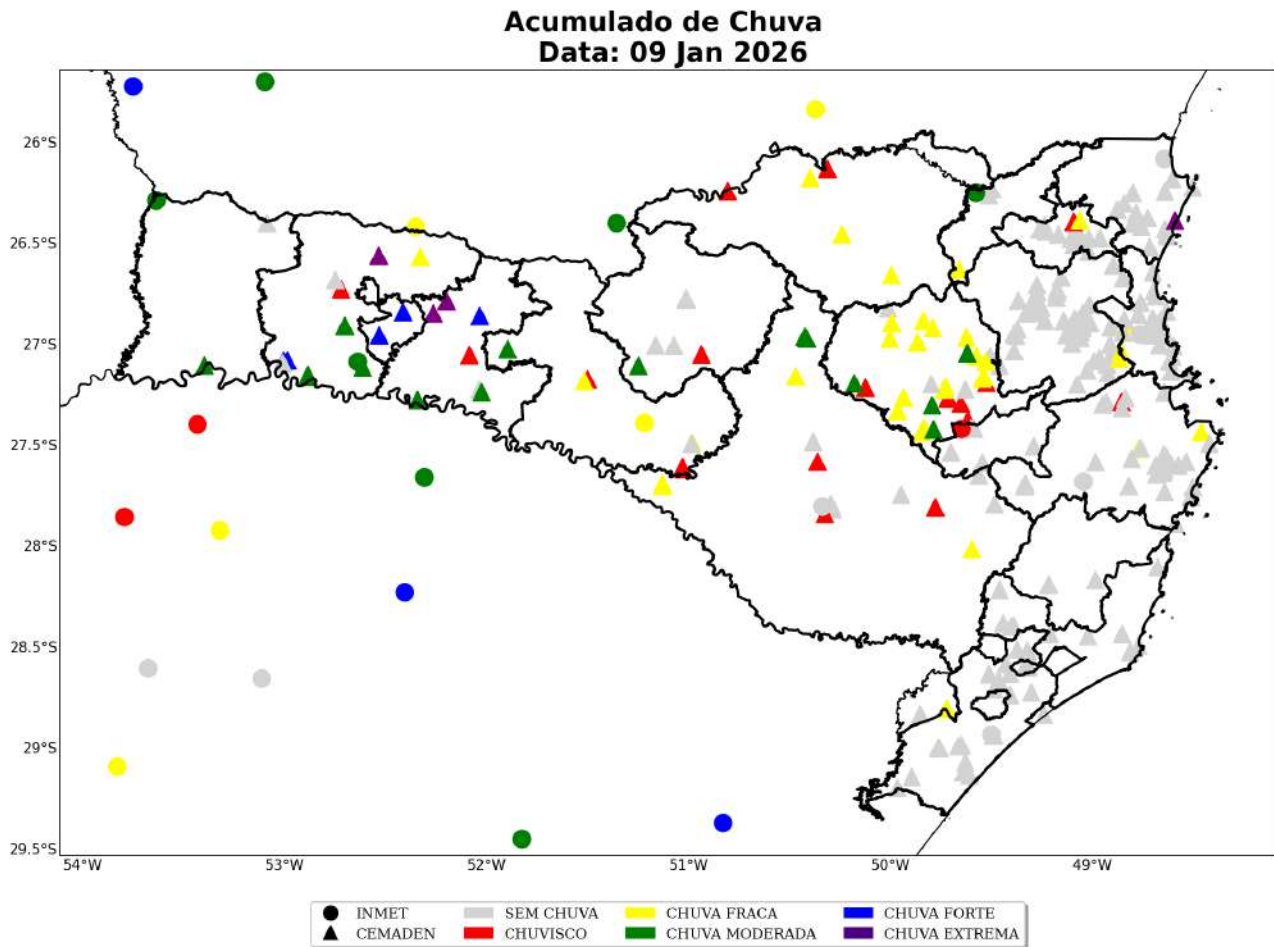 Acumulado de Chuva
Data: 09 Jan 2026
26°S
26.5°S
27°S
27.5°S
28°S
28.5°S
29°S
29.5°S
54°W 53°W 52°W 51°W 50°W 49°W
INMET SEM CHUVA CHUVA FRACA CHUVA FORTE
CEMADEN CHUVISCO CHUVA MODERADA CHUVA EXTREMA